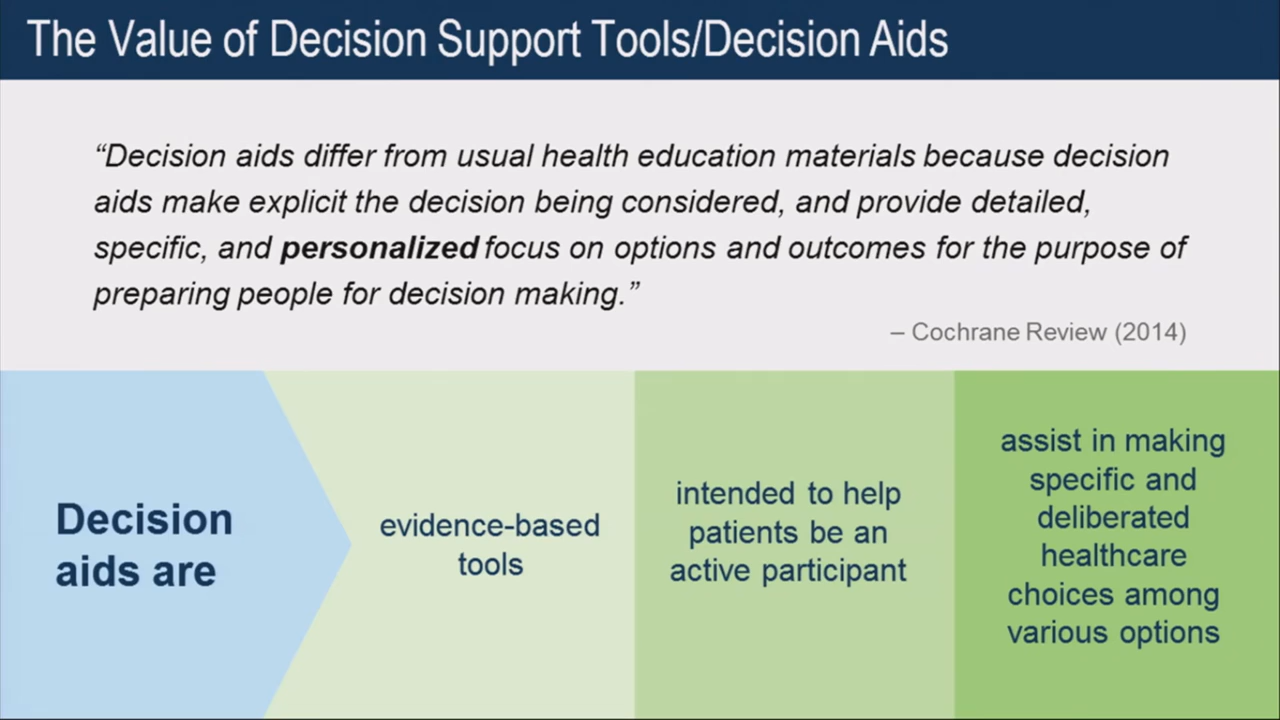 The Value of Decision Support Tools/Decision Aids
“Decision aids differ from usual health education materials because decision
aids make explicit the decision being considered, and provide detailed,
specific, and personalized focus on options and outcomes for the purpose of
preparing people for decision making.”
– Cochrane Review (2014)
Decision
aids are
evidence-based
tools
intended to help
patients be an
active participant
assist in making
specific and
deliberated
healthcare
choices among
various options